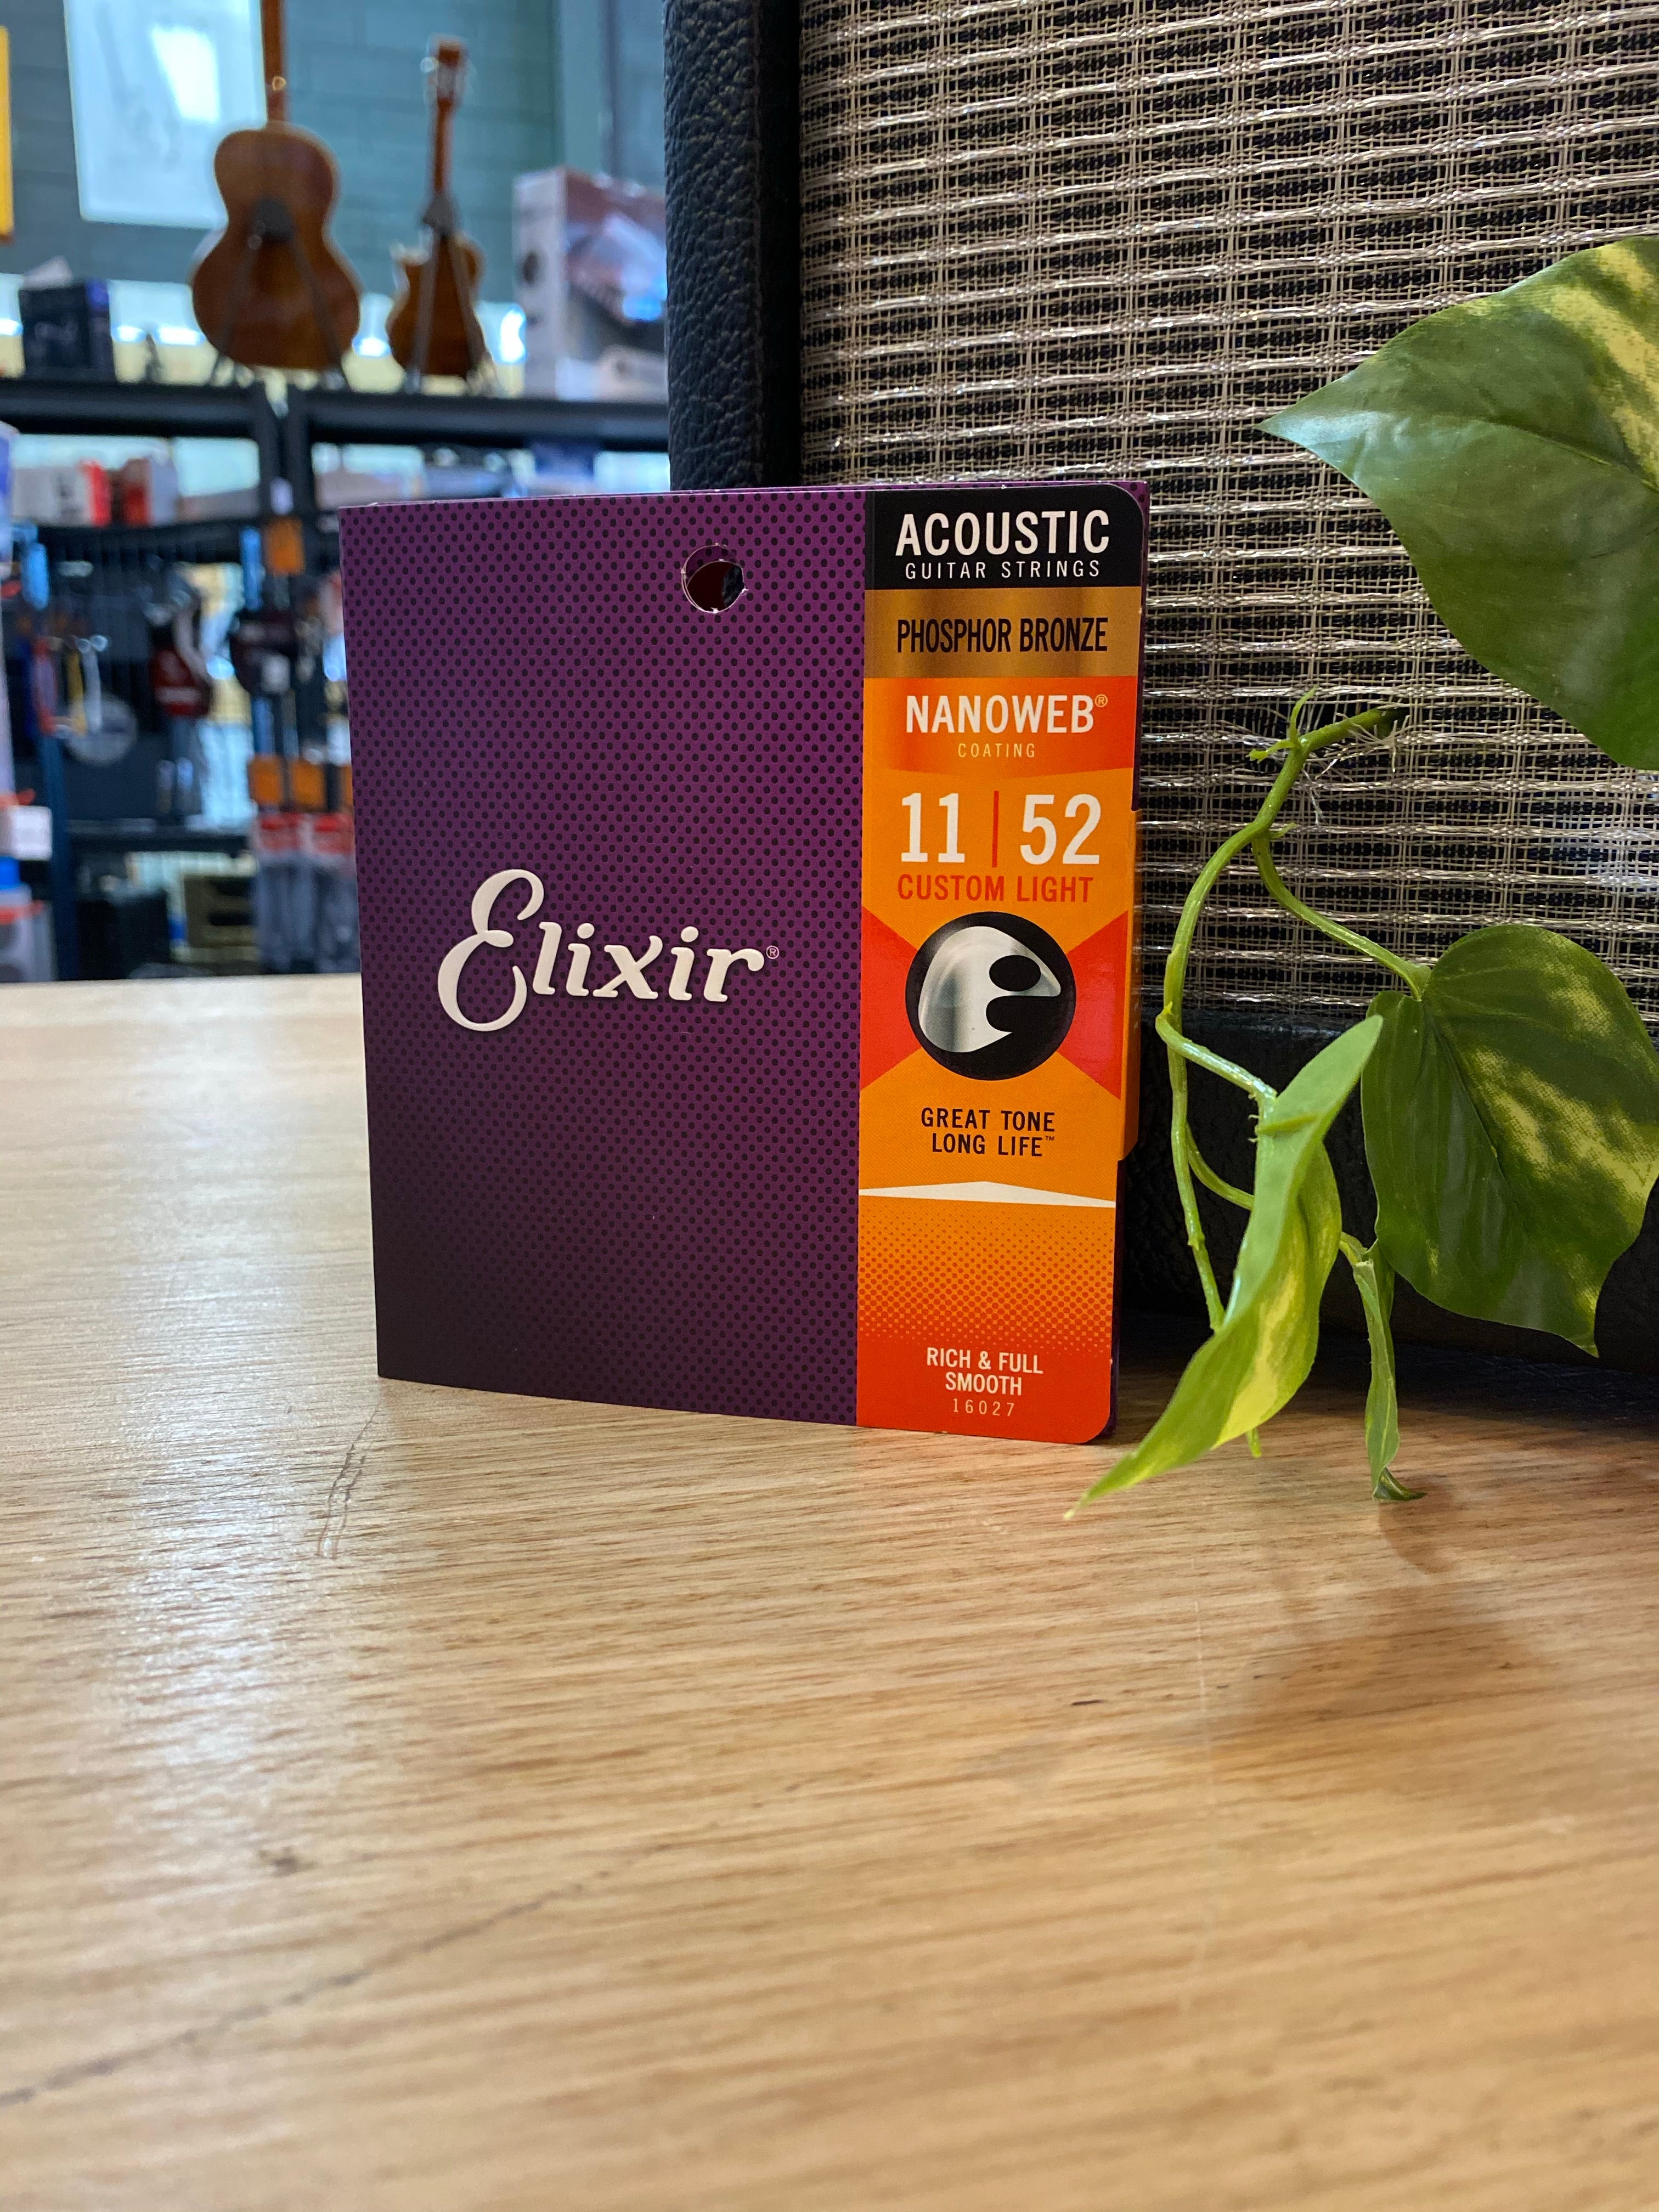 Elixir®
ACOUSTIC
GUITAR STRINGS
PHOSPHOR BRONZE
NANOWEB®
COATING
11 | 52
CUSTOM LIGHT
GREAT TONE
LONG LIFE™
RICH & FULL
SMOOTH
16027